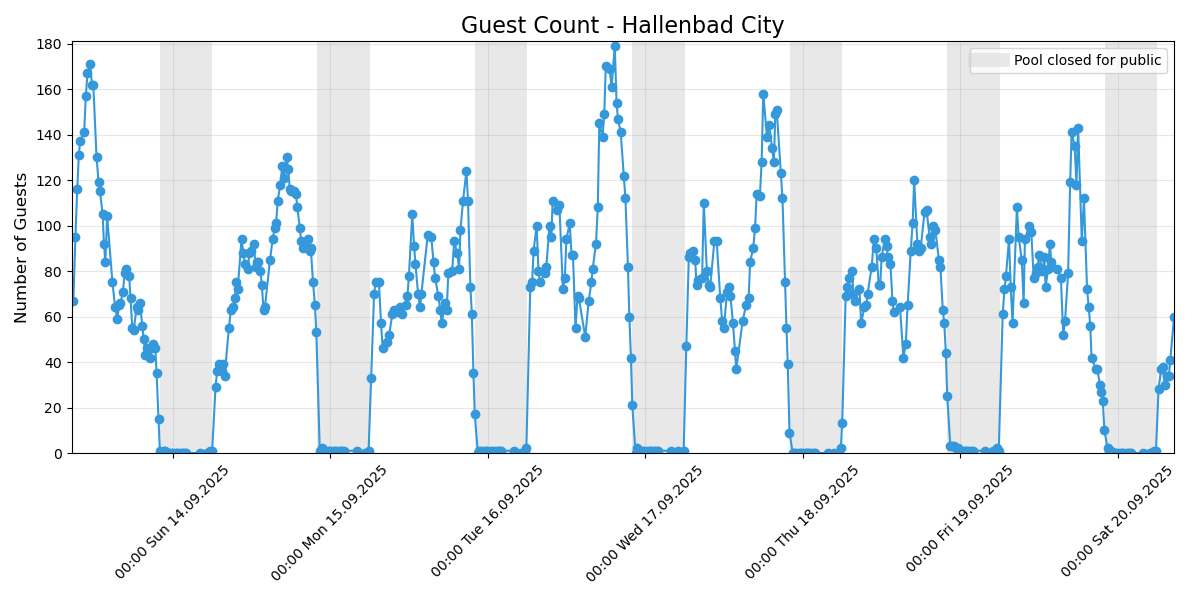 Guest Count - Hallenbad City
Pool closed for public
Number of Guests
180
160
140
120
100
80
60
40
20
0
00:00 Sun 14.09.2025
00:00 Mon 15.09.2025
00:00 Tue 16.09.2025
00:00 Wed 17.09.2025
00:00 Thu 18.09.2025
00:00 Fri 19.09.2025
00:00 Sat 20.09.2025